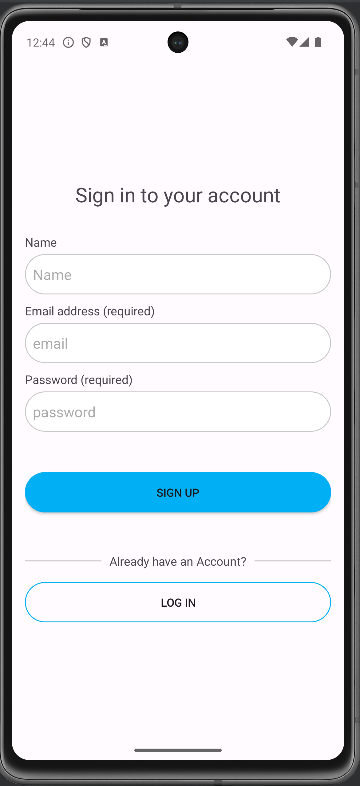 12:44
Sign in to your account
Name
Name
Email address (required)
email
Password (required)
password
SIGN UP
Already have an Account?
LOG IN